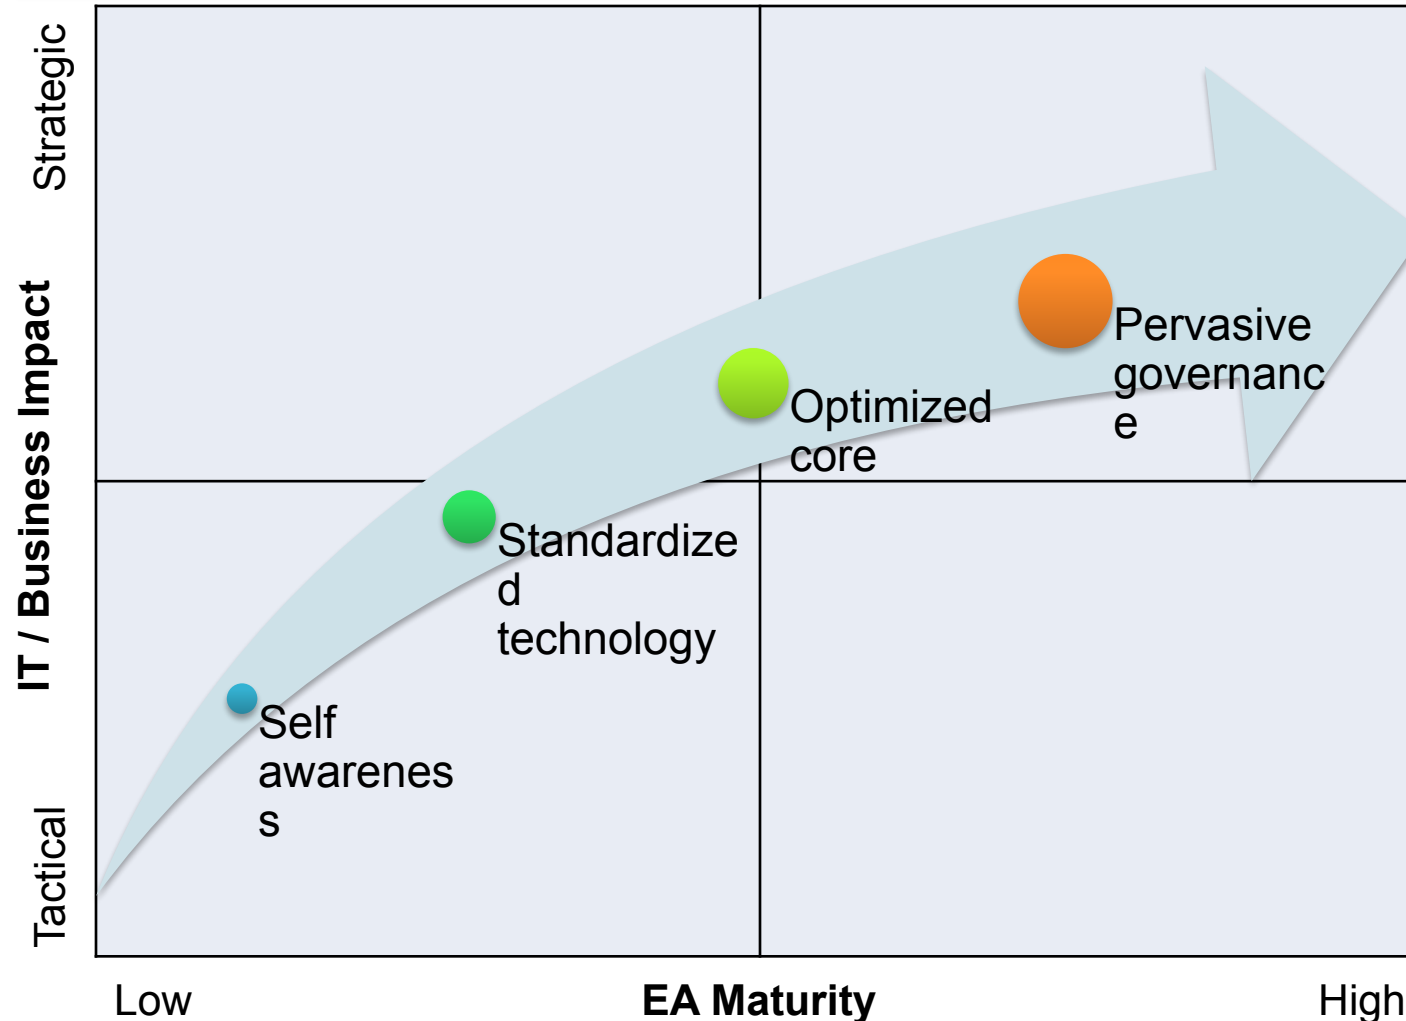 Strategic
IT / Business Impact
Tactical
Pervasive
governanc
e
Optimized
core
Standardize
d
technology
Self
awarenes
s
Low
EA Maturity
High